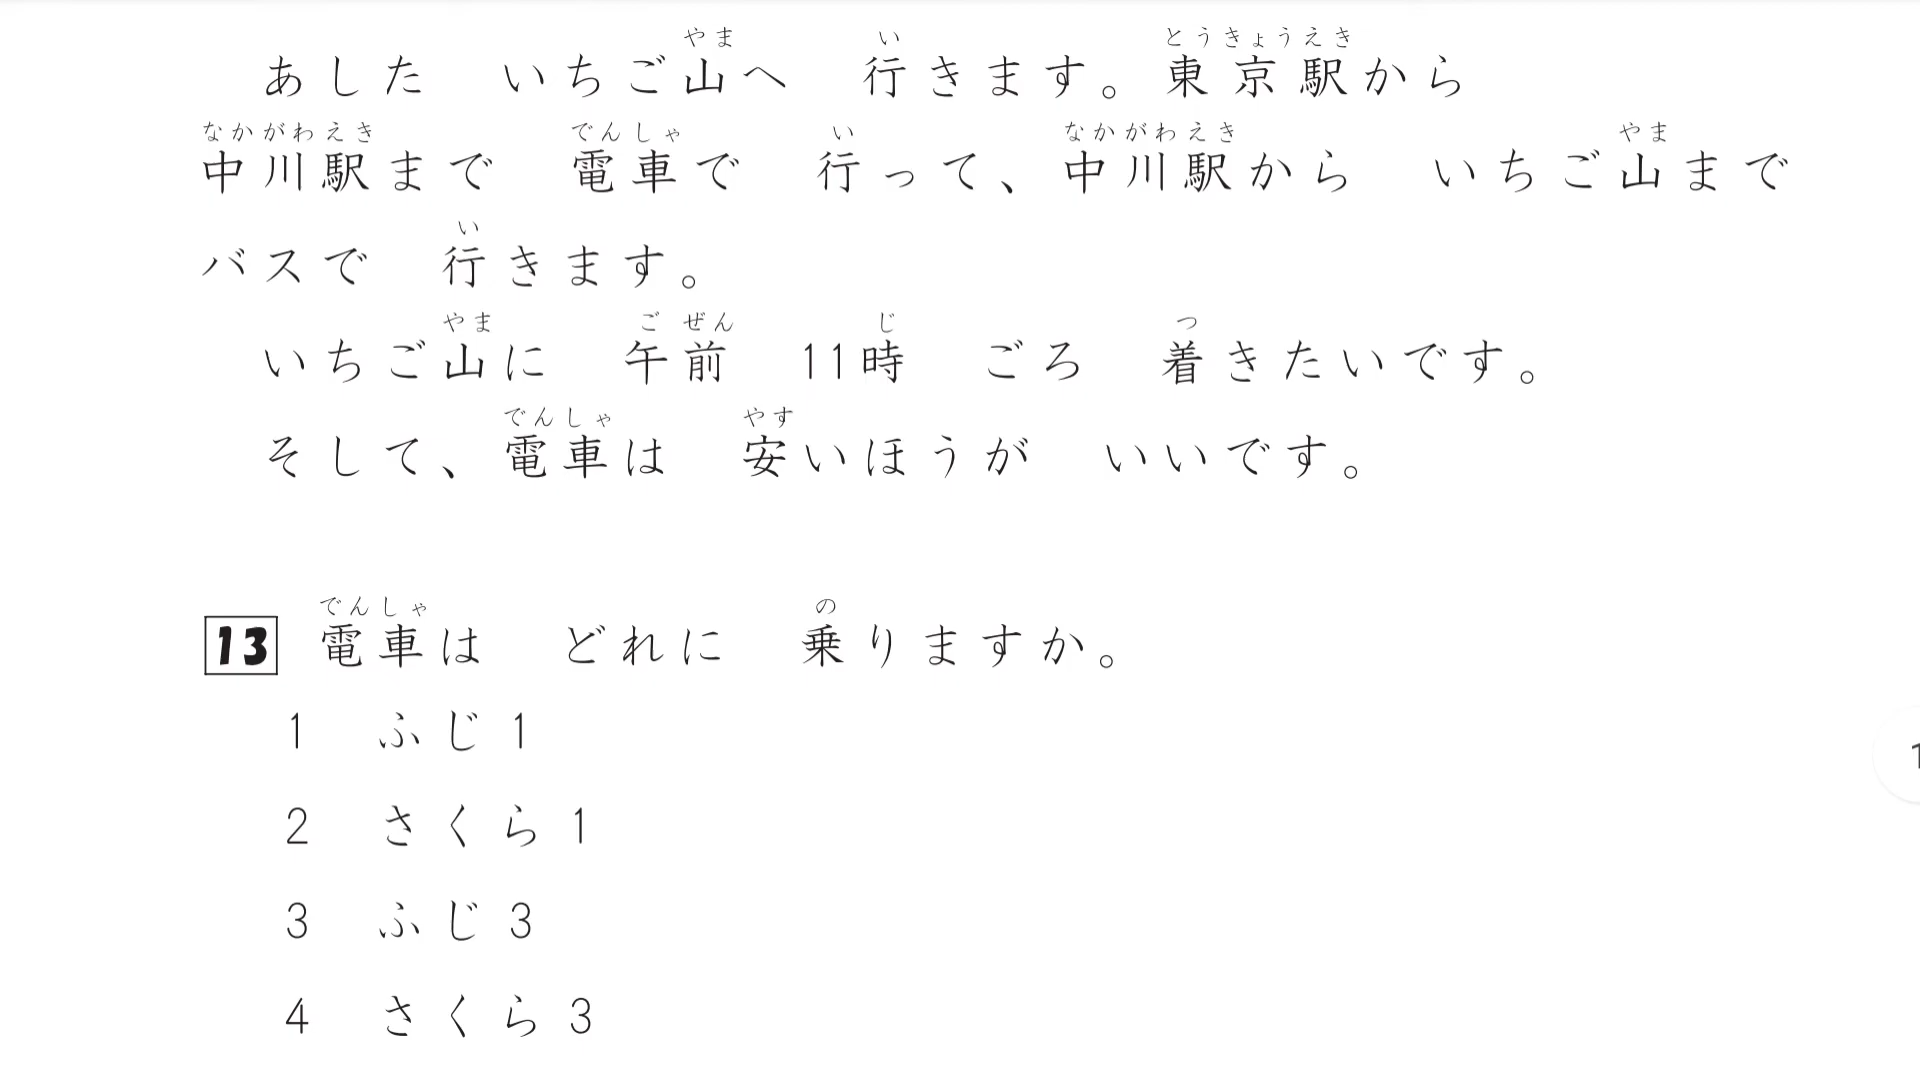 あした　いちご山へ　行きます。東京駅から
中川駅まで　電車で　行って、中川駅から　いちご山まで
バスで　行きます。
いちご山に　午前　11時　ごろ　着きたいです。
そして、電車は　安いほうが　いいです。
13 電車は　どれに　乗りますか。
1　ふじ1
2　さくら1
3　ふじ3
4　さくら3